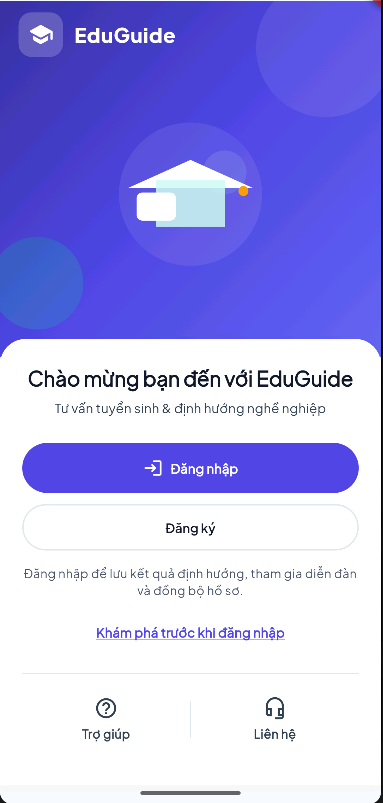 EduGuide
Chào mừng bạn đến với EduGuide
Tư vấn tuyển sinh & định hướng nghề nghiệp
Đăng nhập
Đăng ký
Đăng nhập để lưu kết quả định hướng, tham gia diễn đàn
và đồng bộ hồ sơ.
Khám phá trước khi đăng nhập
Trợ giúp
Liên hệ